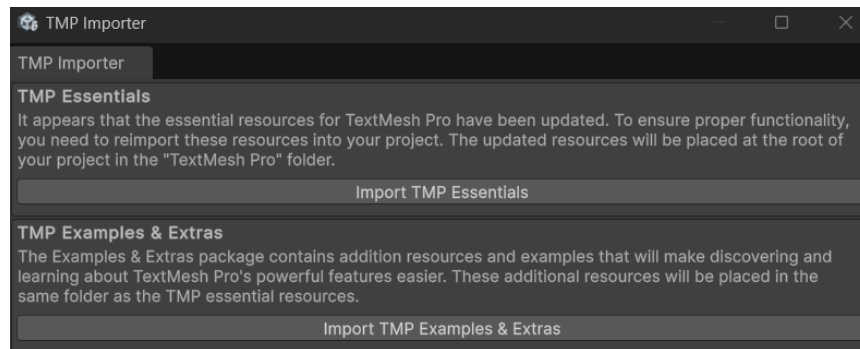 TMP Importer
TMP Importer
TMP Essentials
It appears that the essential resources for TextMesh Pro have been updated. To ensure proper functionality,
you need to reimport these resources into your project. The updated resources will be placed at the root of
your project in the "TextMesh Pro" folder.
Import TMP Essentials
TMP Examples & Extras
The Examples & Extras package contains addition resources and examples that will make discovering and
learning about TextMesh Pro's powerful features easier. These additional resources will be placed in the
same folder as the TMP essential resources.
Import TMP Examples & Extras